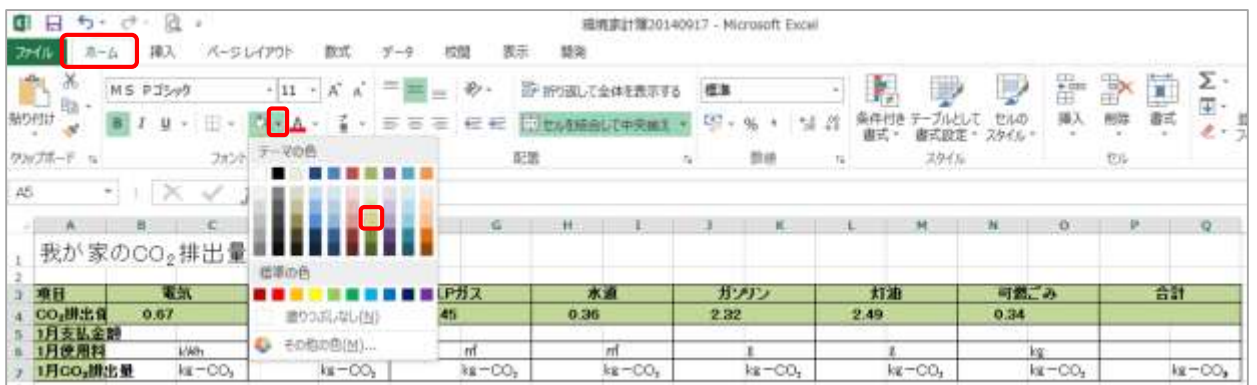 環境家計簿20140917 - Microsoft Excel
ファイル ホーム 挿入 ページレイアウト 数式 データ 校閲 表示 開発
MS Pゴシック 11 A A 折り返して全体を表示する 標準
貼り付け B I U A セルを結合して中央揃え % 条件付き書式 テーブルとして書式設定 セルのスタイル 挿入 削除 書式 Σ
クリップボード フォント 配置 数値 スタイル セル
テーマの色
A5
A B C G H I J K L M N O P Q
1 我が家のCO₂排出量
標準の色
2
3 項目 電気 LPガス 水道 ガソリン 灯油 可燃ごみ 合計
4 CO₂排出 0.67 45 0.36 2.32 2.49 0.34
塗りつぶしなし(N)
5 1月支払金額
その他の色(M)...
6 1月使用料 kWh ㎥ ㎥ ℓ ℓ kg
7 1月CO₂排出量 kg-CO₂ kg-CO₂ kg-CO₂ kg-CO₂ kg-CO₂ kg-CO₂ kg-CO₂ kg-CO₂